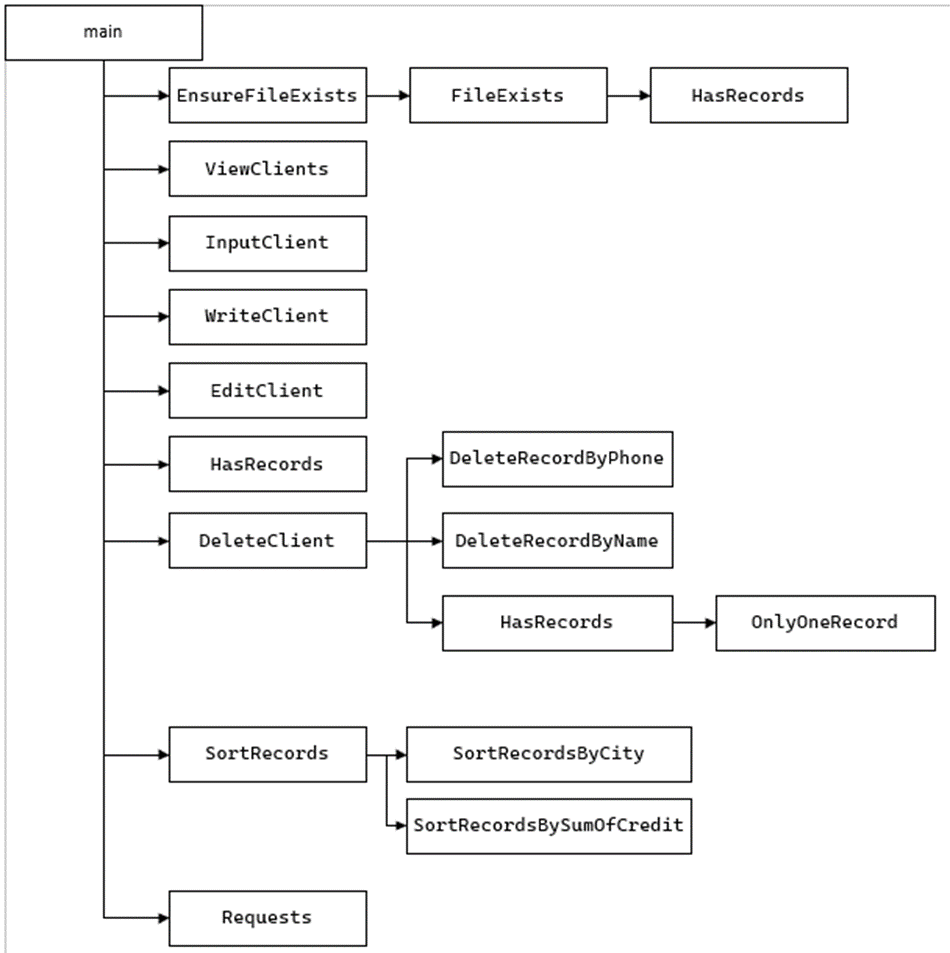 main
EnsureFileExists
FileExists
HasRecords
ViewClients
InputClient
WriteClient
EditClient
HasRecords
DeleteClient
DeleteRecordByPhone
DeleteRecordByName
HasRecords
OnlyOneRecord
SortRecords
SortRecordsByCity
SortRecordsBySumOfCredit
Requests